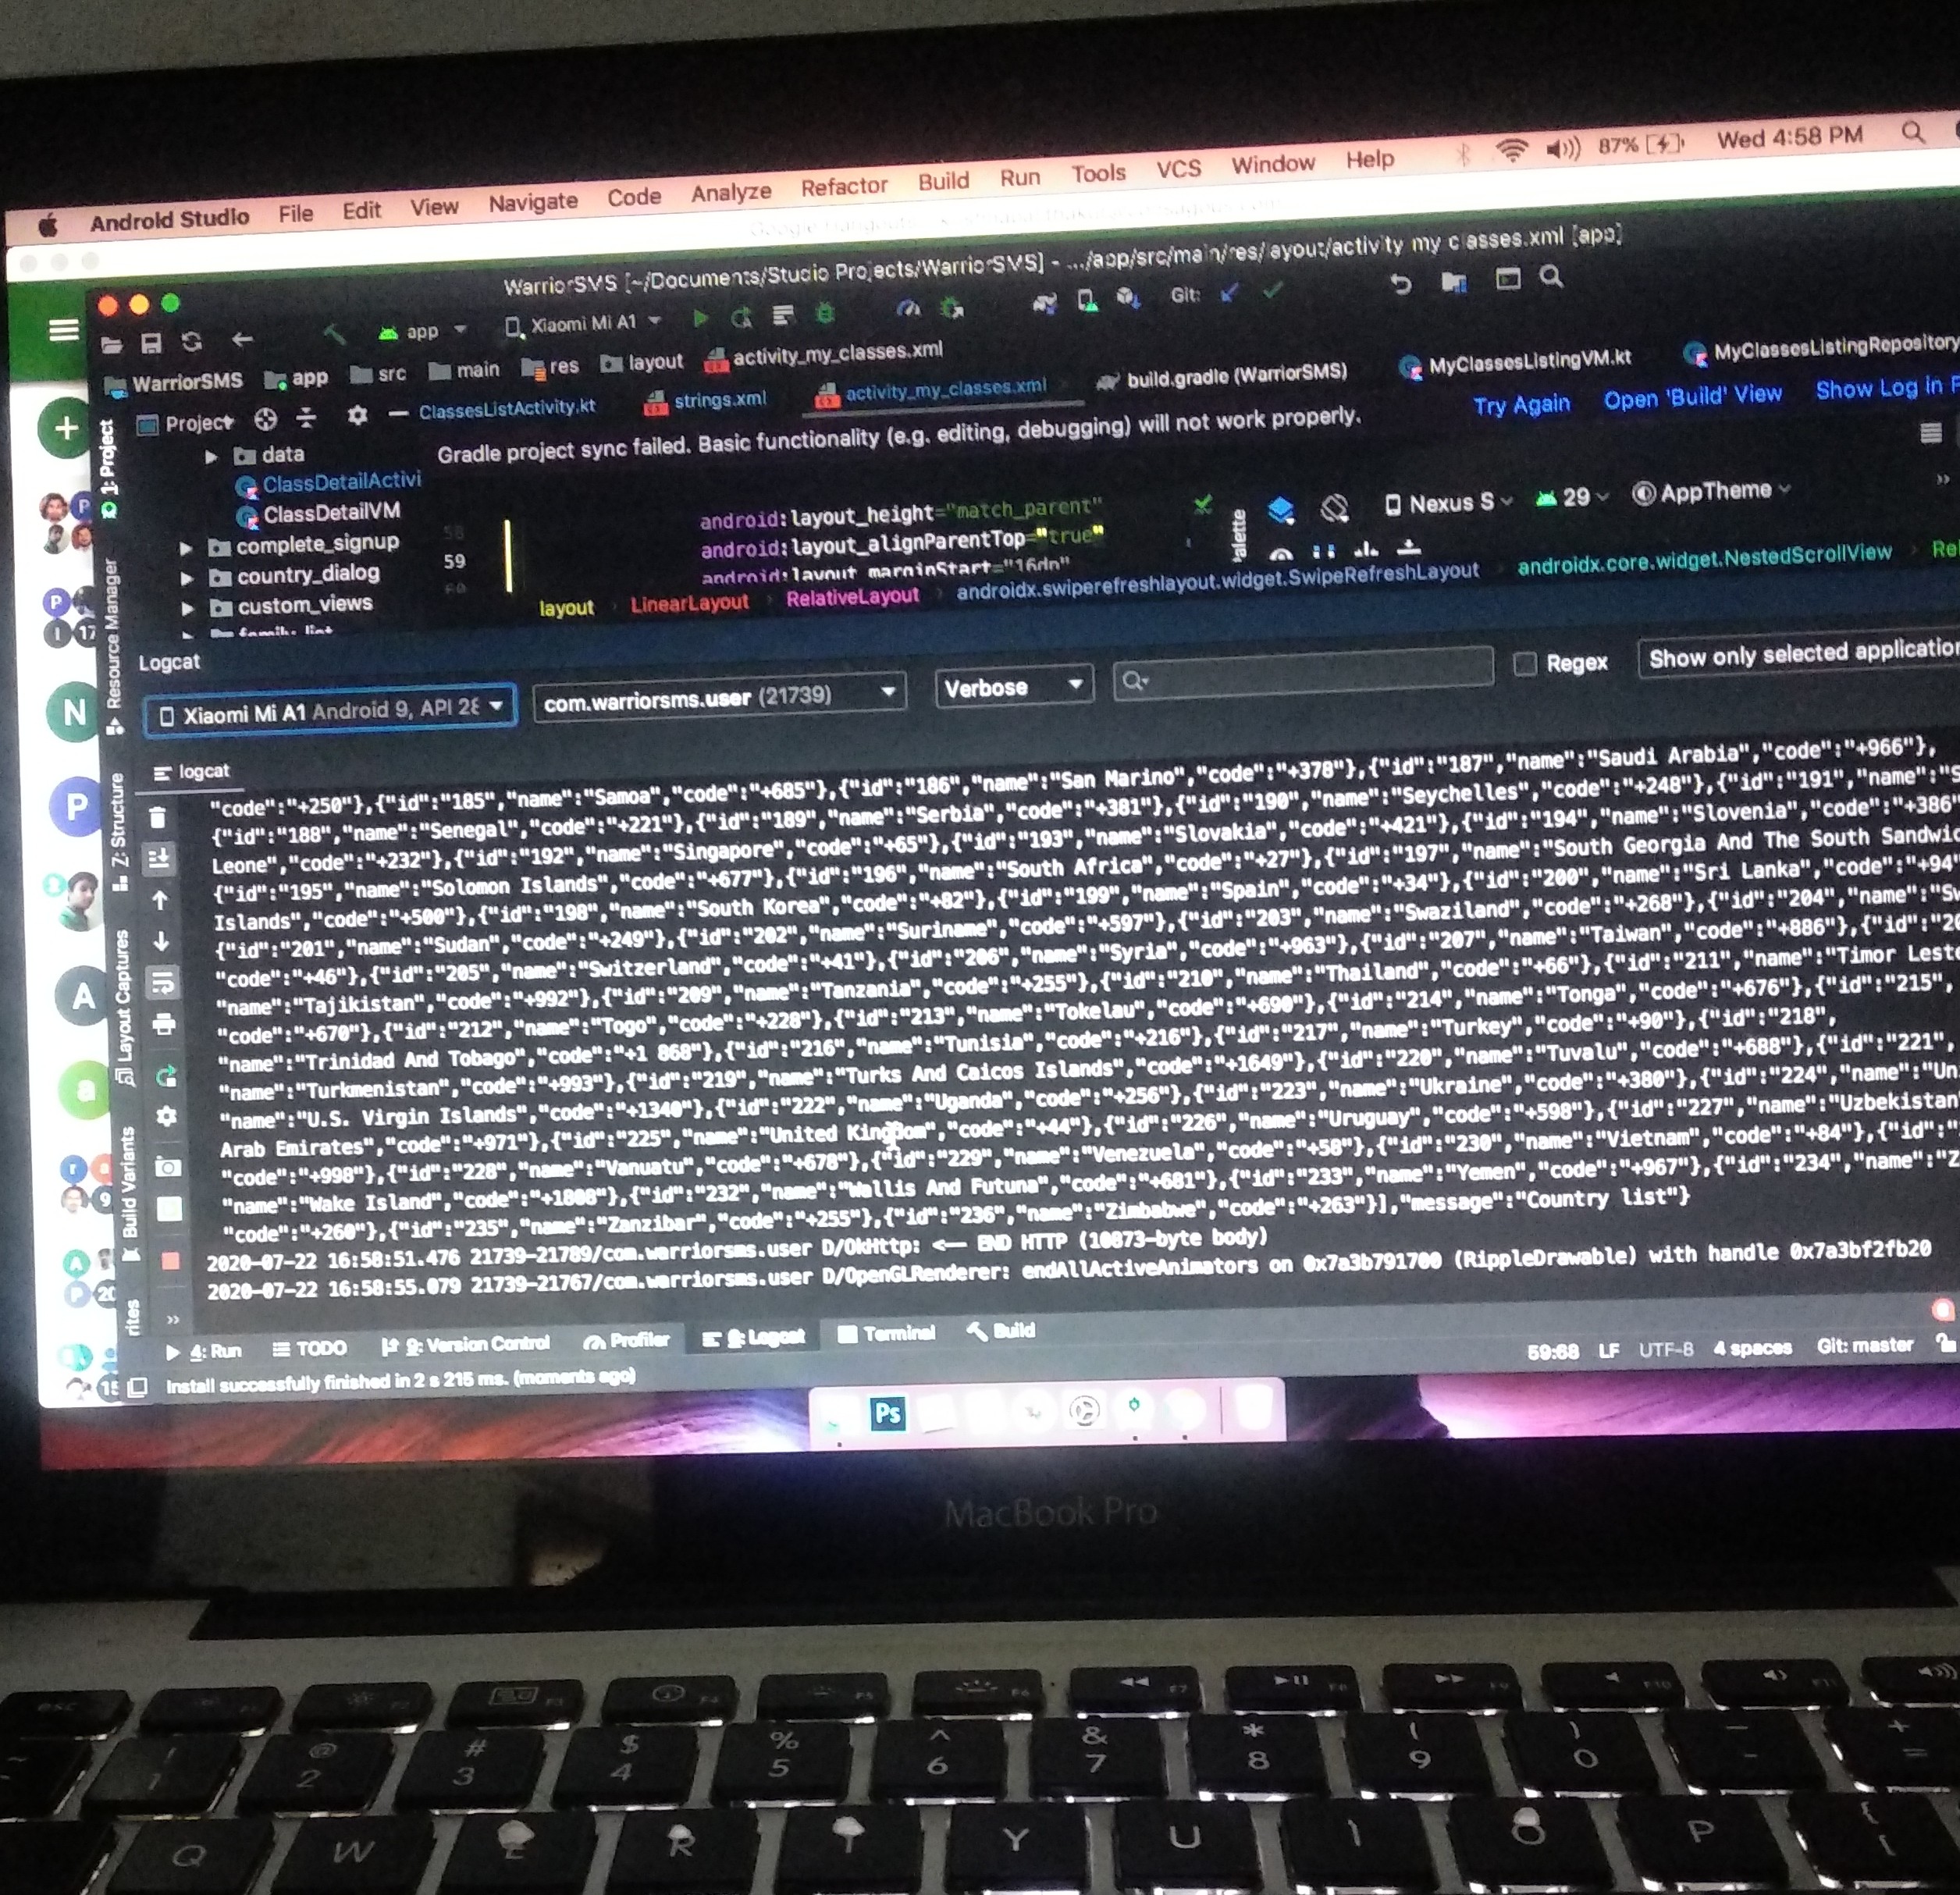 Android Studio File Edit View Navigate Code Analyze Refactor Build Run Tools VCS Window Help 87% Wed 4:58 PM
WarriorSMS [~/Documents/Studio Projects/WarriorSMS] - .../app/src/main/res/layout/activity_my_classes.xml [app]
app Xiaomi Mi A1 Git:
WarriorSMS app src main res layout activity_my_classes.xml
Project ClassesListActivity.kt strings.xml activity_my_classes.xml build.gradle (WarriorSMS) MyClassesListingVM.kt MyClassesListingRepository
Gradle project sync failed. Basic functionality (e.g. editing, debugging) will not work properly. Try Again Open 'Build' View Show Log in F
data
ClassDetailActivi
ClassDetailVM
complete_signup
country_dialog
custom_views
58
59
60
android:layout_height="match_parent"
android:layout_alignParentTop="true"
android:layout_marginStart="16dp"
alette
Nexus S 29 AppTheme
layout LinearLayout RelativeLayout androidx.swiperefreshlayout.widget.SwipeRefreshLayout androidx.core.widget.NestedScrollView Rel
1: Project
Resource Manager
Z: Structure
Layout Captures
Build Variants
rites
Logcat
Xiaomi Mi A1 Android 9, API 28 com.warriorsms.user (21739) Verbose Regex Show only selected application
logcat
"code":"+250"},{"id":"185","name":"Samoa","code":"+685"},{"id":"186","name":"San Marino","code":"+378"},{"id":"187","name":"Saudi Arabia","code":"+966"},
{"id":"188","name":"Senegal","code":"+221"},{"id":"189","name":"Serbia","code":"+381"},{"id":"190","name":"Seychelles","code":"+248"},{"id":"191","name":"S
Leone","code":"+232"},{"id":"192","name":"Singapore","code":"+65"},{"id":"193","name":"Slovakia","code":"+421"},{"id":"194","name":"Slovenia","code":"+386
{"id":"195","name":"Solomon Islands","code":"+677"},{"id":"196","name":"South Africa","code":"+27"},{"id":"197","name":"South Georgia And The South Sandwic
Islands","code":"+500"},{"id":"198","name":"South Korea","code":"+82"},{"id":"199","name":"Spain","code":"+34"},{"id":"200","name":"Sri Lanka","code":"+94
{"id":"201","name":"Sudan","code":"+249"},{"id":"202","name":"Suriname","code":"+597"},{"id":"203","name":"Swaziland","code":"+268"},{"id":"204","name":"Sw
"code":"+46"},{"id":"205","name":"Switzerland","code":"+41"},{"id":"206","name":"Syria","code":"+963"},{"id":"207","name":"Taiwan","code":"+886"},{"id":"20
"name":"Tajikistan","code":"+992"},{"id":"209","name":"Tanzania","code":"+255"},{"id":"210","name":"Thailand","code":"+66"},{"id":"211","name":"Timor Leste
"code":"+670"},{"id":"212","name":"Togo","code":"+228"},{"id":"213","name":"Tokelau","code":"+690"},{"id":"214","name":"Tonga","code":"+676"},{"id":"215",
"name":"Trinidad And Tobago","code":"+1 868"},{"id":"216","name":"Tunisia","code":"+216"},{"id":"217","name":"Turkey","code":"+90"},{"id":"218",
"name":"Turkmenistan","code":"+993"},{"id":"219","name":"Turks And Caicos Islands","code":"+1649"},{"id":"220","name":"Tuvalu","code":"+688"},{"id":"221",
"name":"U.S. Virgin Islands","code":"+1340"},{"id":"222","name":"Uganda","code":"+256"},{"id":"223","name":"Ukraine","code":"+380"},{"id":"224","name":"Un
Arab Emirates","code":"+971"},{"id":"225","name":"United Kingdom","code":"+44"},{"id":"226","name":"Uruguay","code":"+598"},{"id":"227","name":"Uzbekistan"
"code":"+998"},{"id":"228","name":"Vanuatu","code":"+678"},{"id":"229","name":"Venezuela","code":"+58"},{"id":"230","name":"Vietnam","code":"+84"},{"id":"
"name":"Wake Island","code":"+1808"},{"id":"232","name":"Wallis And Futuna","code":"+681"},{"id":"233","name":"Yemen","code":"+967"},{"id":"234","name":"Z
"code":"+260"},{"id":"235","name":"Zanzibar","code":"+255"},{"id":"236","name":"Zimbabwe","code":"+263"}],"message":"Country list"}
2020-07-22 16:58:51.476 21739-21789/com.warriorsms.user D/OkHttp: <-- END HTTP (10873-byte body)
2020-07-22 16:58:55.079 21739-21767/com.warriorsms.user D/OpenGLRenderer: endAllActiveAnimators on 0x7a3b791700 (RippleDrawable) with handle 0x7a3bf2fb20
4: Run TODO 9: Version Control Profiler 6: Logcat Terminal Build
59:68 LF UTF-8 4 spaces Git: master
Install successfully finished in 2 s 215 ms. (moments ago)
Ps
MacBook Pro
esc F3 F4 F5 F6 F7 F8 F9 F10 F11
! 1 @ 2 # 3 $ 4 % 5 ^ 6 & 7 * 8 ( 9 ) 0 - + =
Q W E R T Y U I O P { [